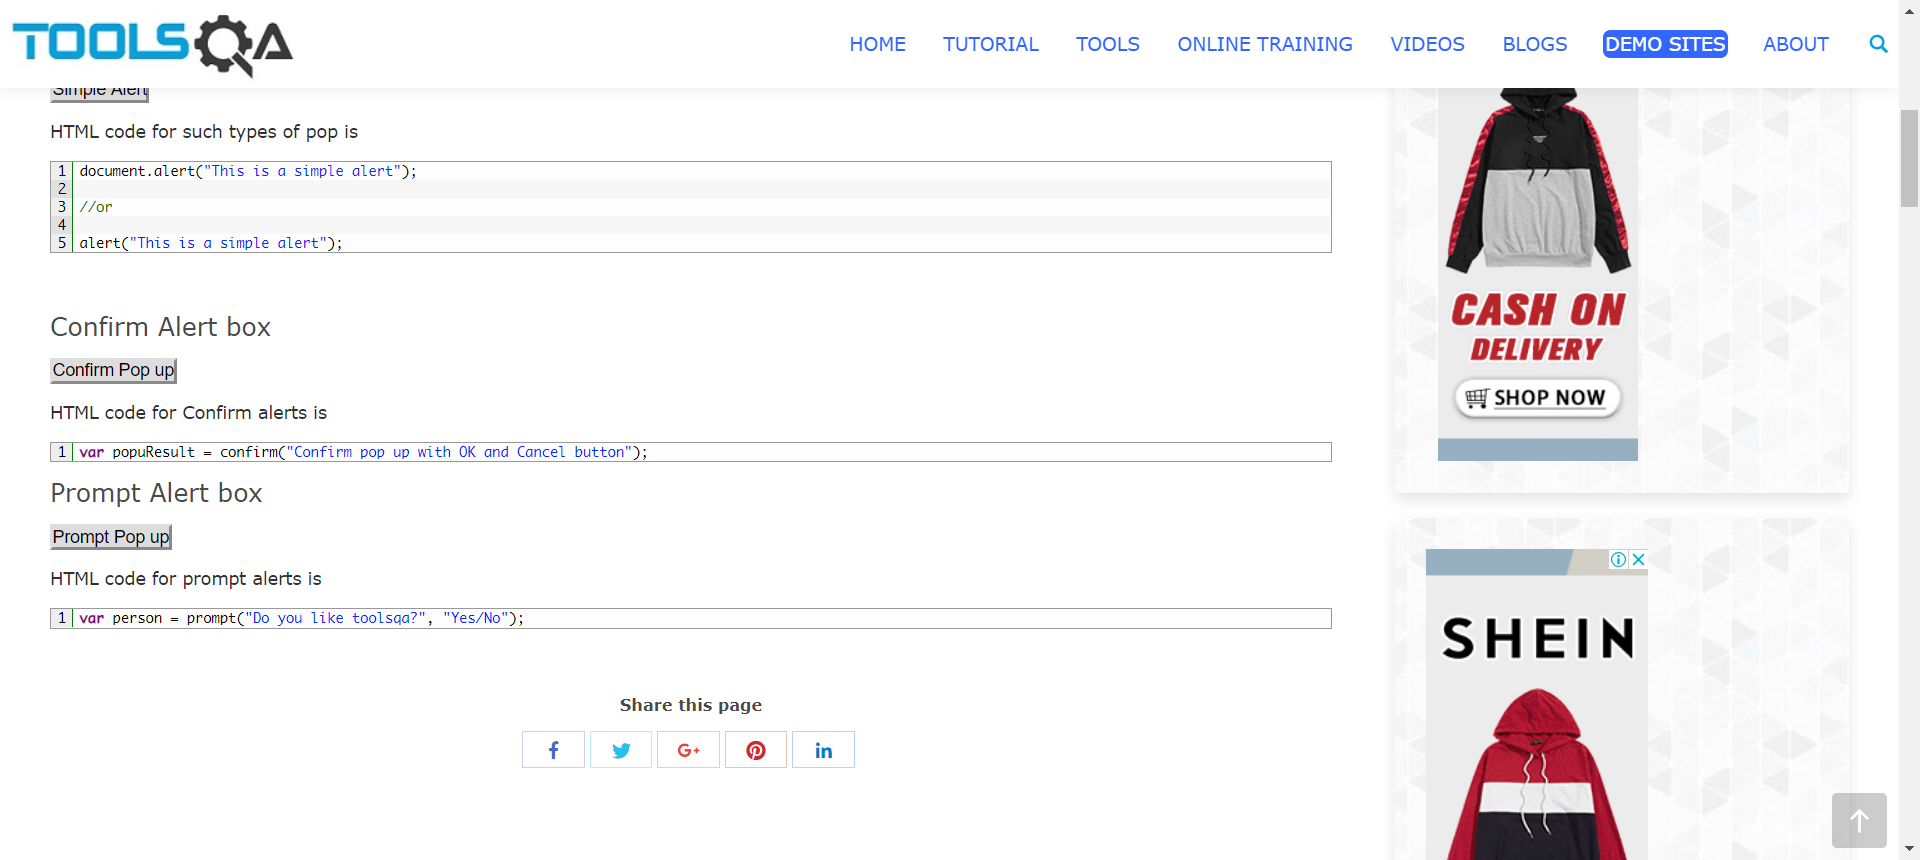 TOOLSQA
HOME TUTORIAL TOOLS ONLINE TRAINING VIDEOS BLOGS DEMO SITES ABOUT
Simple Alert
HTML code for such types of pop is
1 document.alert("This is a simple alert");
2
3 //or
4
5 alert("This is a simple alert");
Confirm Alert box
Confirm Pop up
HTML code for Confirm alerts is
1 var popuResult = confirm("Confirm pop up with OK and Cancel button");
Prompt Alert box
Prompt Pop up
HTML code for prompt alerts is
1 var person = prompt("Do you like toolsqa?", "Yes/No");
Share this page
f
G+
in
CASH ON
DELIVERY
SHOP NOW
SHEIN